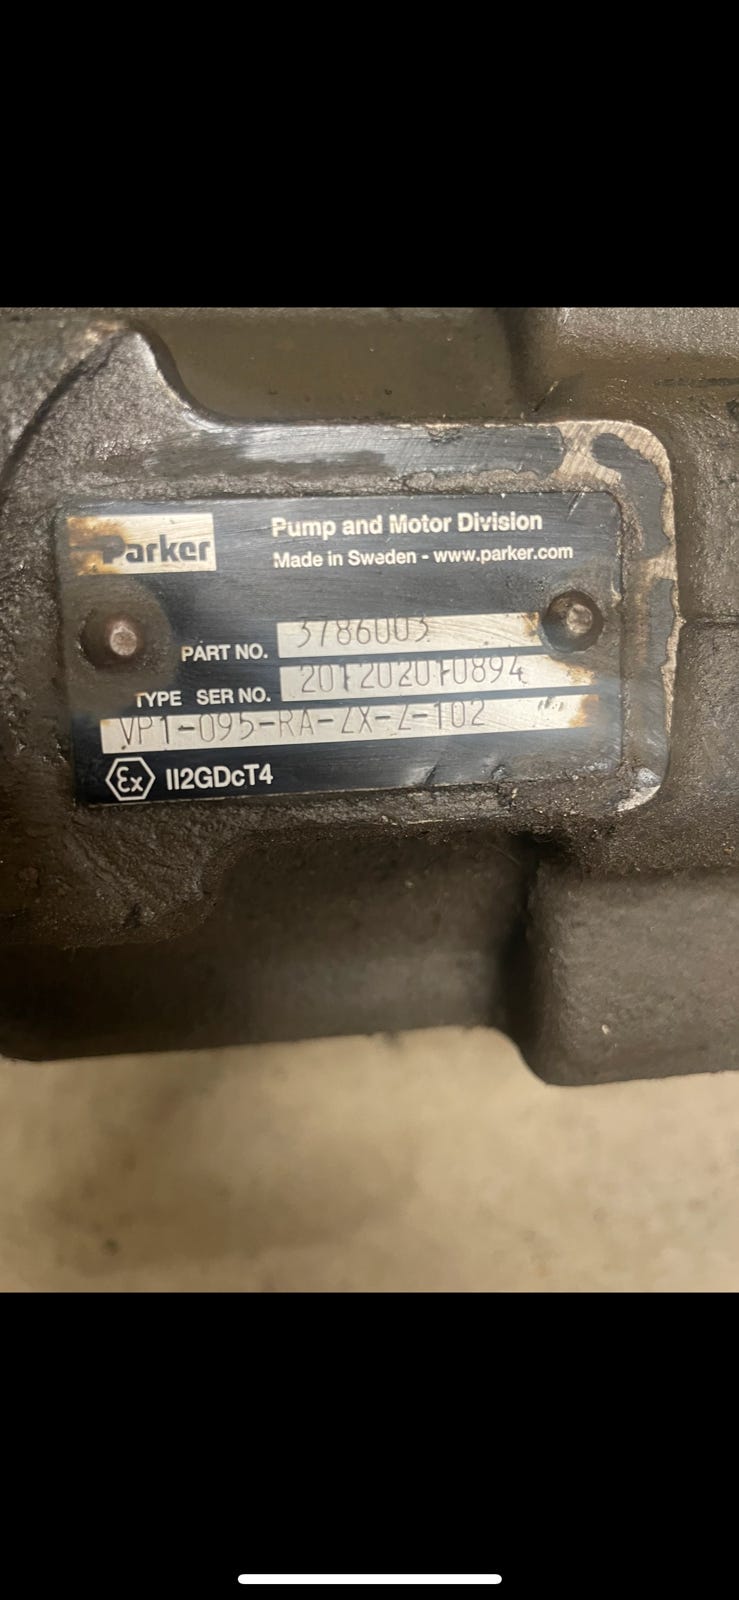 Parker
Pump and Motor Division
Made in Sweden - www.parker.com
PART NO. 3786003
TYPE SER NO.
VP1-095-RA-ZX-Z-102
Ex II2GDcT4